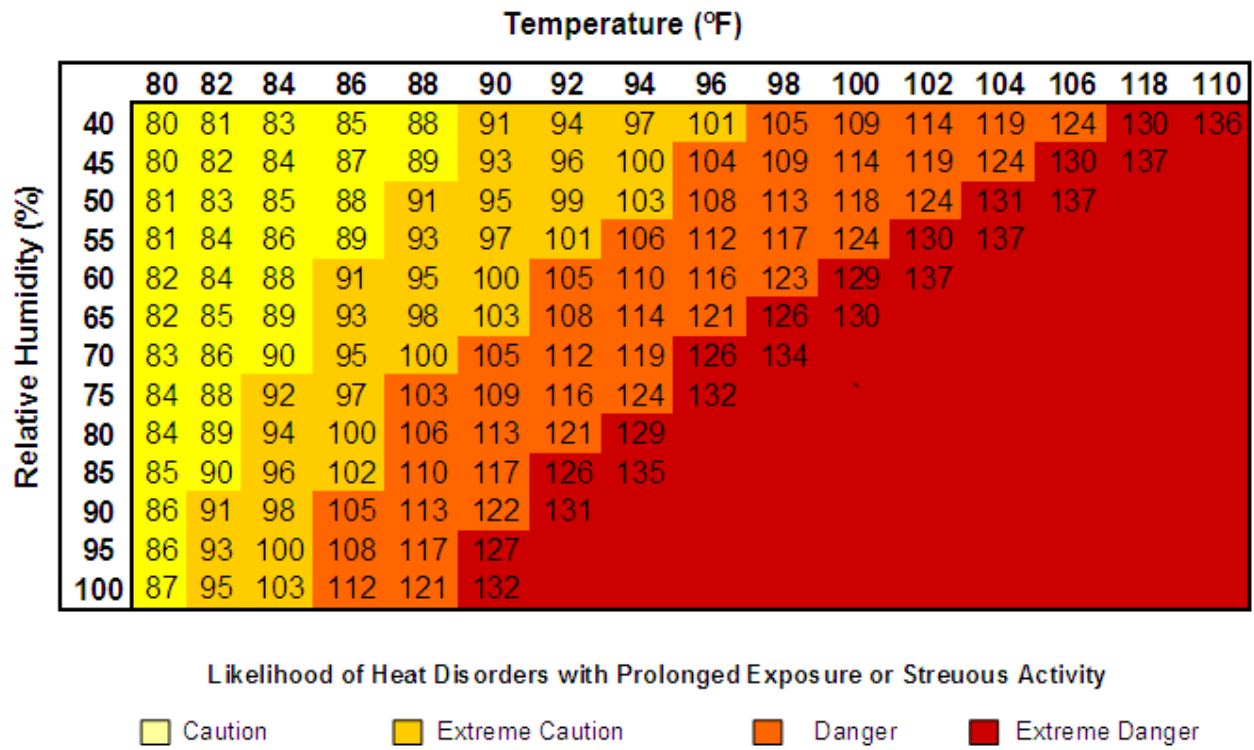 Temperature (ºF)
80 82 84 86 88 90 92 94 96 98 100 102 104 106 118 110
Relative Humidity (%)
40 80 81 83 85 88 91 94 97 101 105 109 114 119 124 130 136
45 80 82 84 87 89 93 96 100 104 109 114 119 124 130 137
50 81 83 85 88 91 95 99 103 108 113 118 124 131 137
55 81 84 86 89 93 97 101 106 112 117 124 130 137
60 82 84 88 91 95 100 105 110 116 123 129 137
65 82 85 89 93 98 103 108 114 121 126 130
70 83 86 90 95 100 105 112 119 126 134
75 84 88 92 97 103 109 116 124 132
80 84 89 94 100 106 113 121 129
85 85 90 96 102 110 117 126 135
90 86 91 98 105 113 122 131
95 86 93 100 108 117 127
100 87 95 103 112 121 132
Likelihood of Heat Disorders with Prolonged Exposure or Streuous Activity
Caution Extreme Caution Danger Extreme Danger